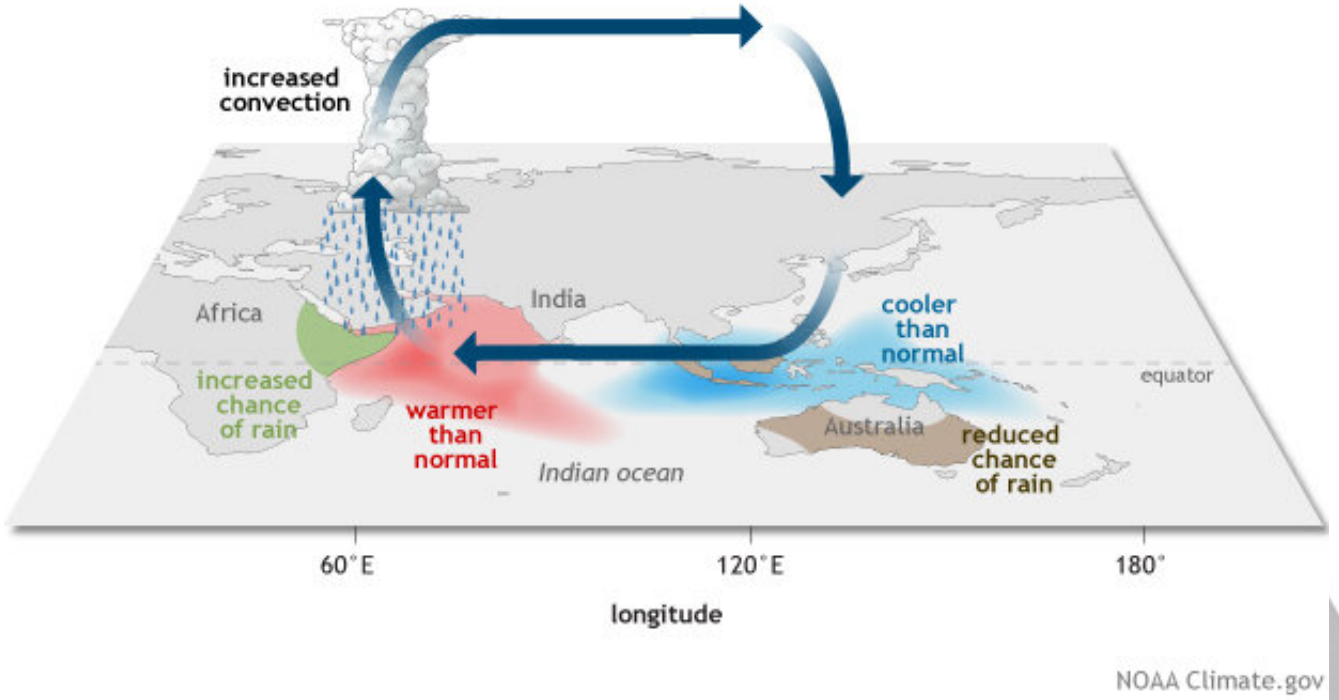 increased
convection
Africa
India
cooler
than
normal
equator
increased
chance
of rain
warmer
than
normal
Australia
reduced
chance
of rain
Indian ocean
60°E
120°E
180°
longitude
NOAA Climate.gov